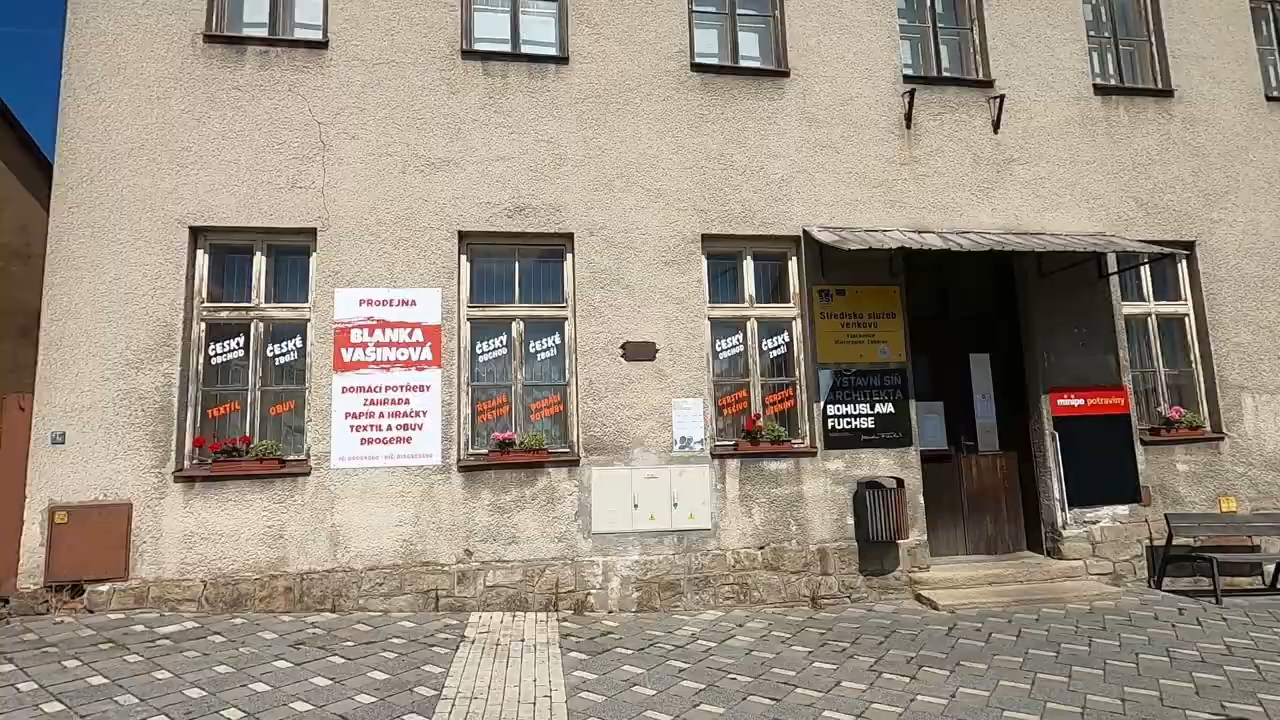 ČESKÝ
OBCHOD
ČESKÉ
ZBOŽÍ
TEXTIL
OBUV
PRODEJNA
BLANKA
VAŠINOVÁ
DOMÁCÍ POTŘEBY
ZAHRADA
PAPÍR A HRAČKY
TEXTIL A OBUV
DROGERIE
ČESKÝ
OBCHOD
ČESKÉ
ZBOŽÍ
ŘEZANÉ
KVĚTINY
DOMÁCÍ
POTŘEBY
ČESKÝ
OBCHOD
ČESKÉ
ZBOŽÍ
ČERSTVÉ
PEČIVO
ČERSTVÉ
UZENINY
Středisko služeb
venkovu
VÝSTAVNÍ SÍŇ
ARCHITEKTA
BOHUSLAVA
FUCHSE
minipo potraviny